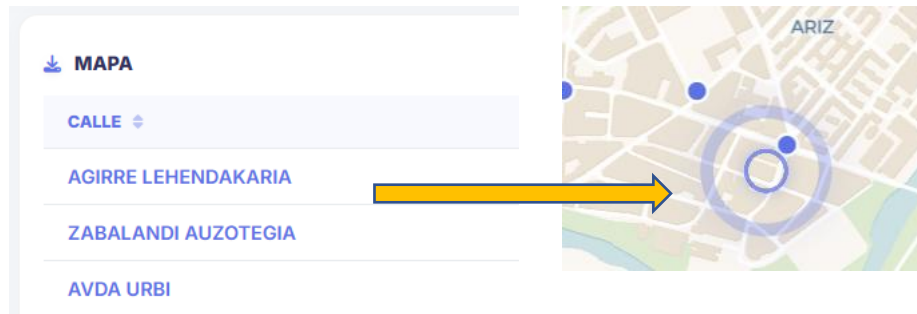 MAPA
CALLE
AGIRRE LEHENDAKARIA
ZABALANDI AUZOTEGIA
AVDA URBI
ARIZ